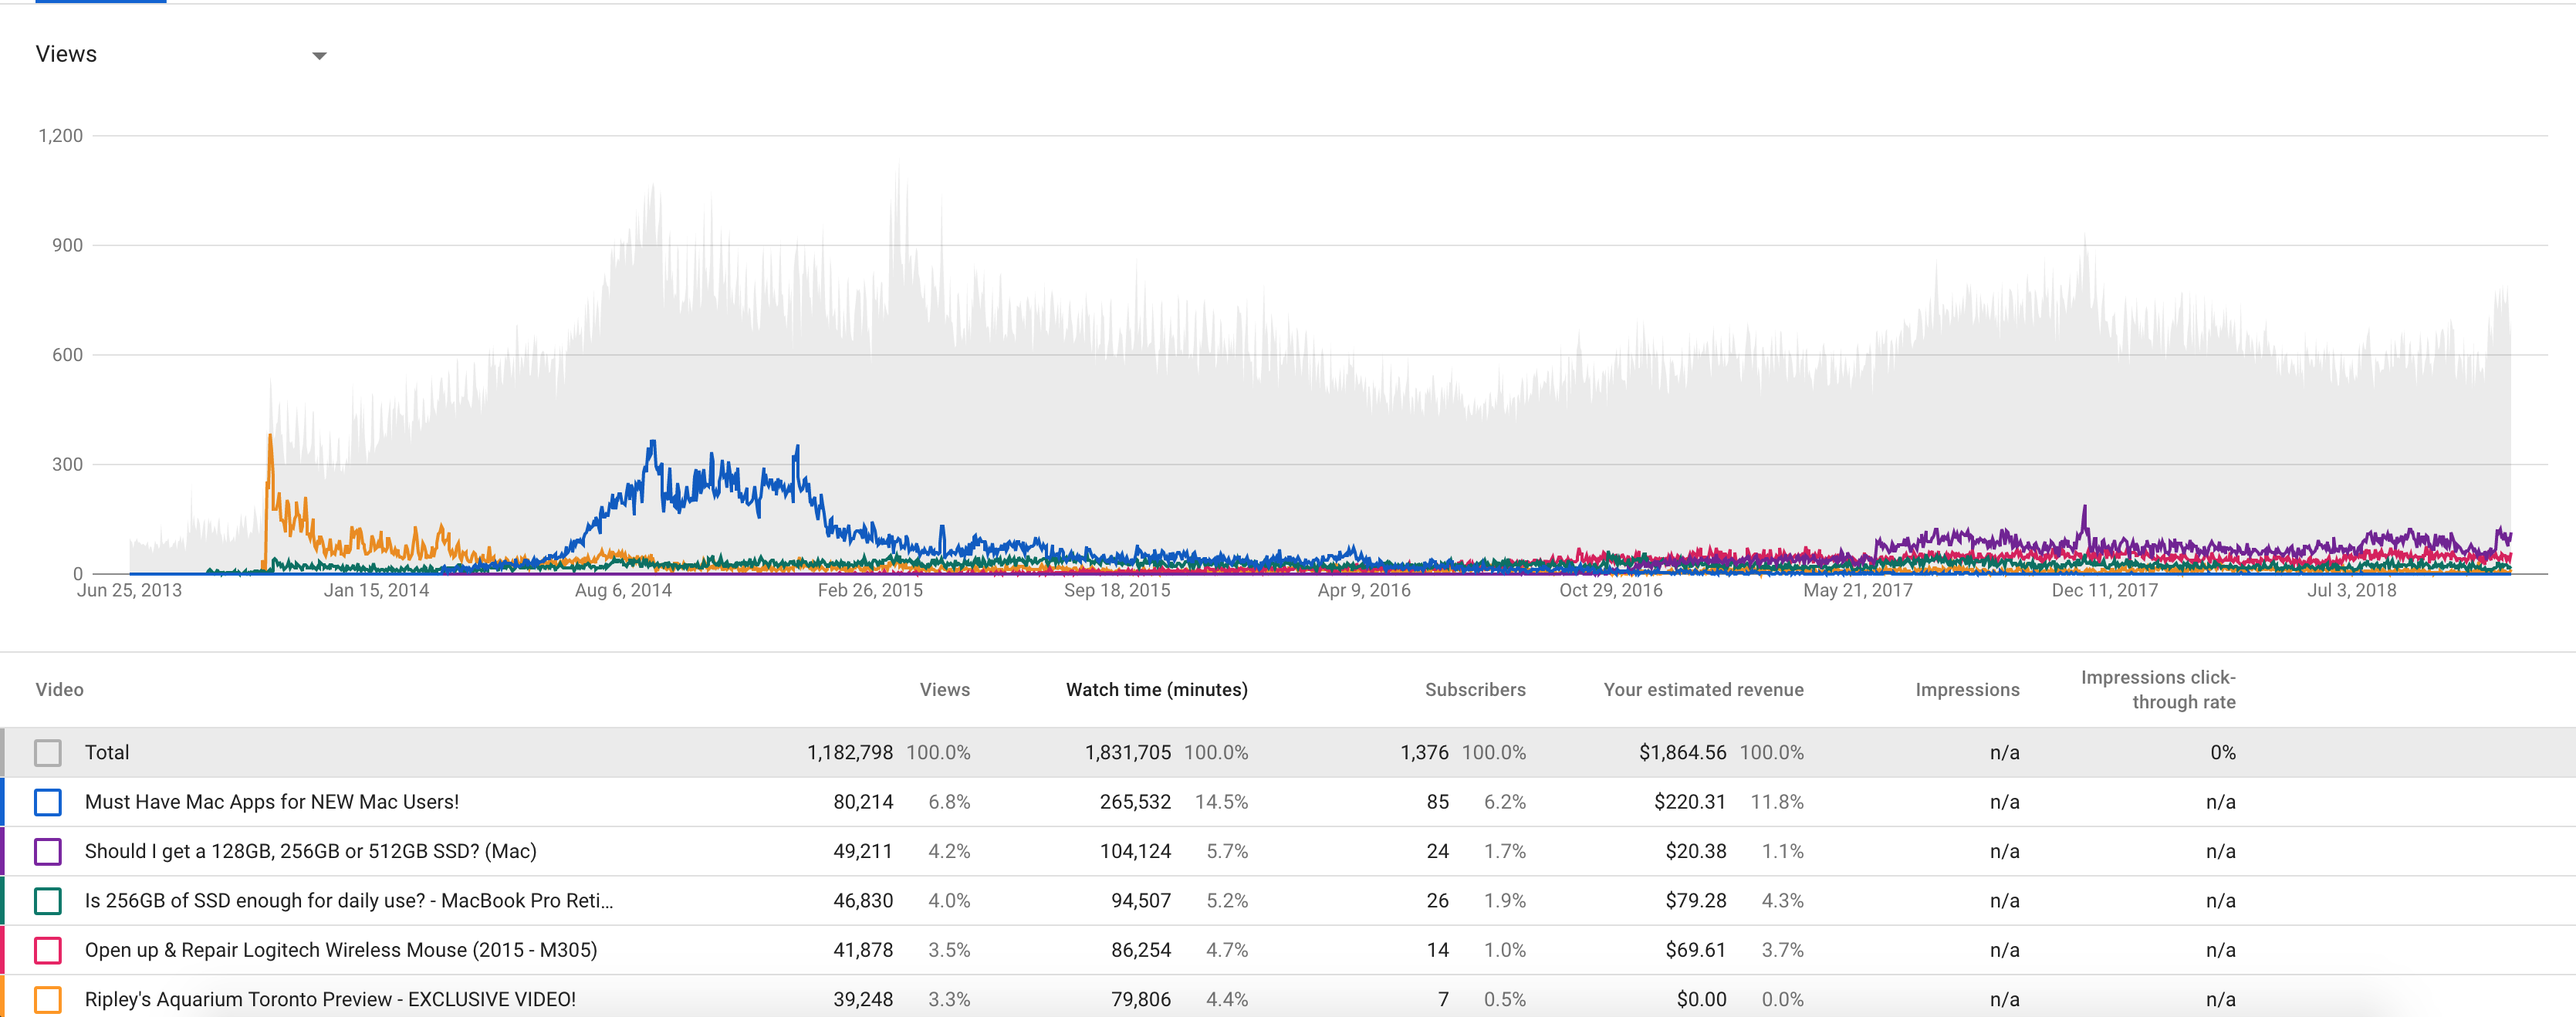 Views
1,200
900
600
300
0
Jun 25, 2013 Jan 15, 2014 Aug 6, 2014 Feb 26, 2015 Sep 18, 2015 Apr 9, 2016 Oct 29, 2016 May 21, 2017 Dec 11, 2017 Jul 3, 2018
Video Views Watch time (minutes) Subscribers Your estimated revenue Impressions Impressions click-
through rate
Total 1,182,798 100.0% 1,831,705 100.0% 1,376 100.0% $1,864.56 100.0% n/a 0%
Must Have Mac Apps for NEW Mac Users! 80,214 6.8% 265,532 14.5% 85 6.2% $220.31 11.8% n/a n/a
Should I get a 128GB, 256GB or 512GB SSD? (Mac) 49,211 4.2% 104,124 5.7% 24 1.7% $20.38 1.1% n/a n/a
Is 256GB of SSD enough for daily use? - MacBook Pro Reti... 46,830 4.0% 94,507 5.2% 26 1.9% $79.28 4.3% n/a n/a
Open up & Repair Logitech Wireless Mouse (2015 - M305) 41,878 3.5% 86,254 4.7% 14 1.0% $69.61 3.7% n/a n/a
Ripley's Aquarium Toronto Preview - EXCLUSIVE VIDEO! 39,248 3.3% 79,806 4.4% 7 0.5% $0.00 0.0% n/a n/a